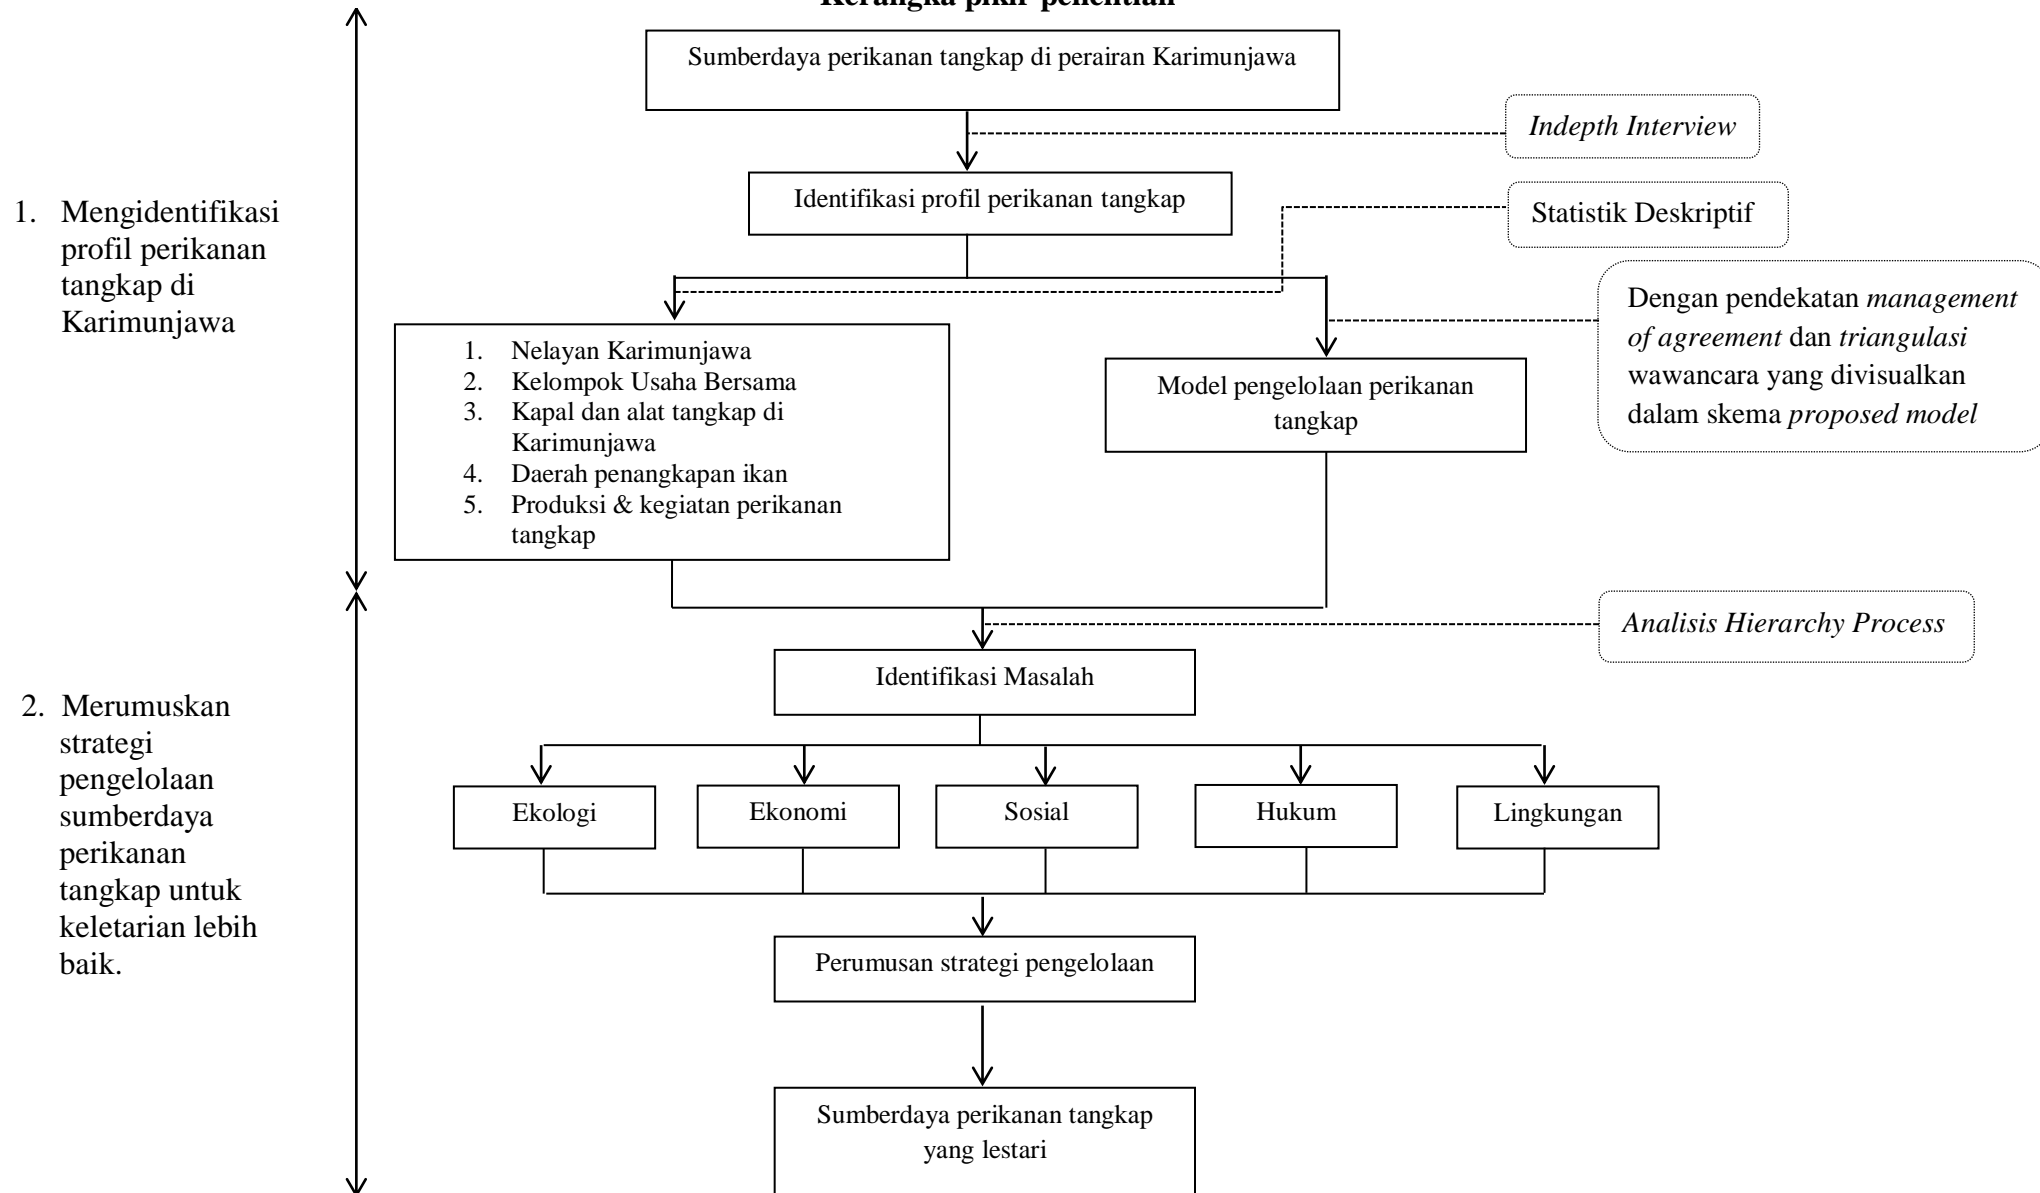 Kerangka pikir penelitian
Sumberdaya perikanan tangkap di perairan Karimunjawa
Indepth Interview
Identifikasi profil perikanan tangkap
Statistik Deskriptif
1. Mengidentifikasi
profil perikanan
tangkap di
Karimunjawa
Dengan pendekatan management
of agreement dan triangulasi
wawancara yang divisualkan
dalam skema proposed model
1. Nelayan Karimunjawa
2. Kelompok Usaha Bersama
3. Kapal dan alat tangkap di
Karimunjawa
4. Daerah penangkapan ikan
5. Produksi & kegiatan perikanan
tangkap
Model pengelolaan perikanan
tangkap
Analisis Hierarchy Process
Identifikasi Masalah
2. Merumuskan
strategi
pengelolaan
sumberdaya
perikanan
tangkap untuk
keletarian lebih
baik.
Ekologi
Ekonomi
Sosial
Hukum
Lingkungan
Perumusan strategi pengelolaan
Sumberdaya perikanan tangkap
yang lestari